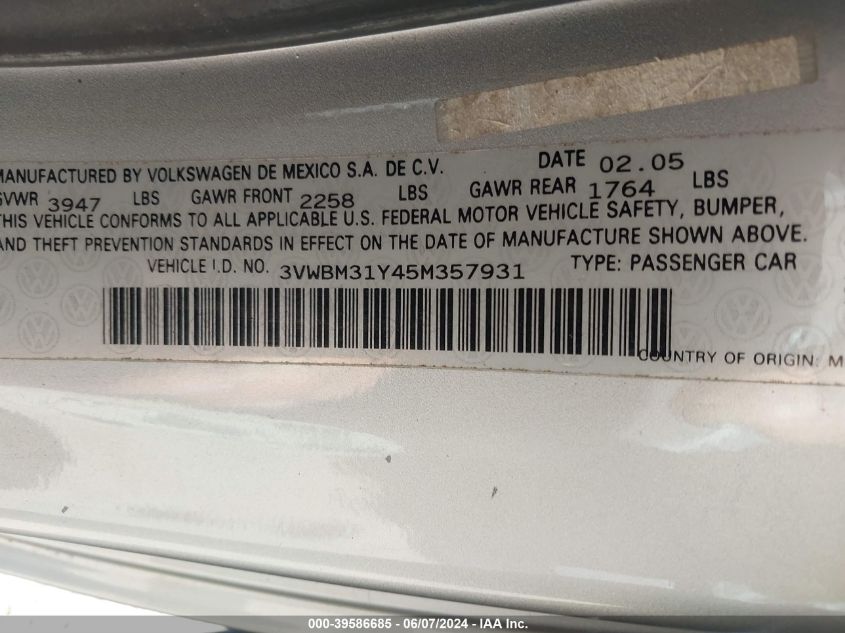 MANUFACTURED BY VOLKSWAGEN DE MEXICO S.A. DE C.V. DATE 02.05
GVWR 3947 LBS GAWR FRONT 2258 LBS GAWR REAR 1764 LBS
THIS VEHICLE CONFORMS TO ALL APPLICABLE U.S. FEDERAL MOTOR VEHICLE SAFETY, BUMPER,
AND THEFT PREVENTION STANDARDS IN EFFECT ON THE DATE OF MANUFACTURE SHOWN ABOVE.
VEHICLE I.D. NO. 3VWBM31Y45M357931 TYPE: PASSENGER CAR
COUNTRY OF ORIGIN: M
000-39586685 - 06/07/2024 - IAA Inc.